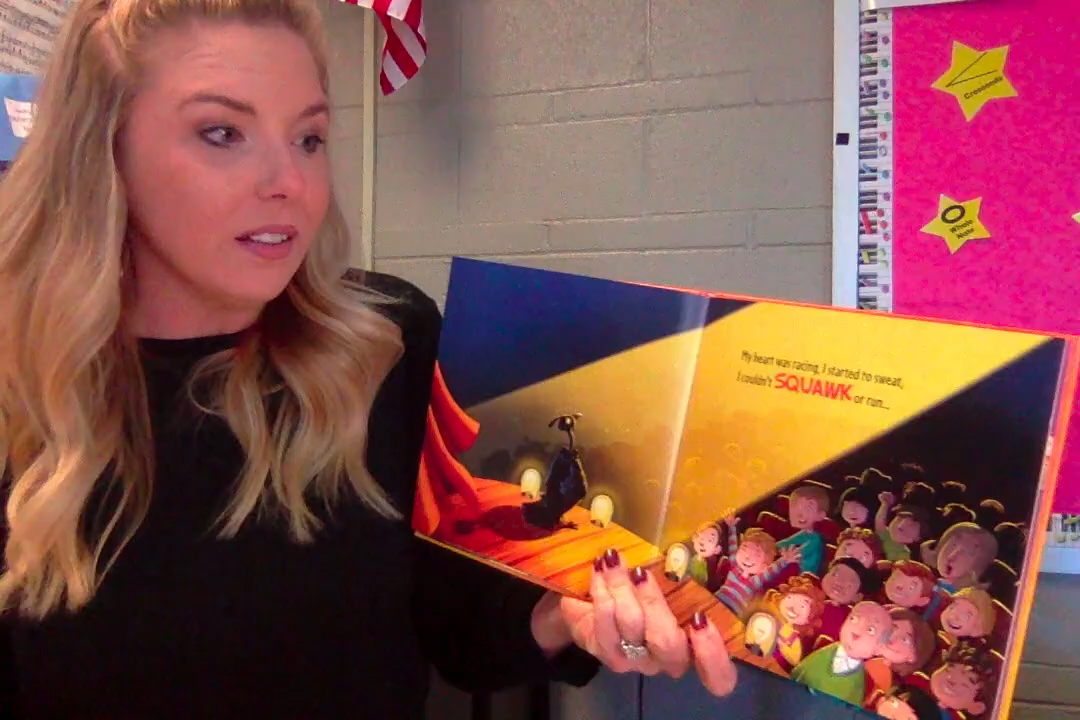 Crescendo
Whole
Note
My heart was racing, I started to sweat,
I couldn't SQUAWK or run...